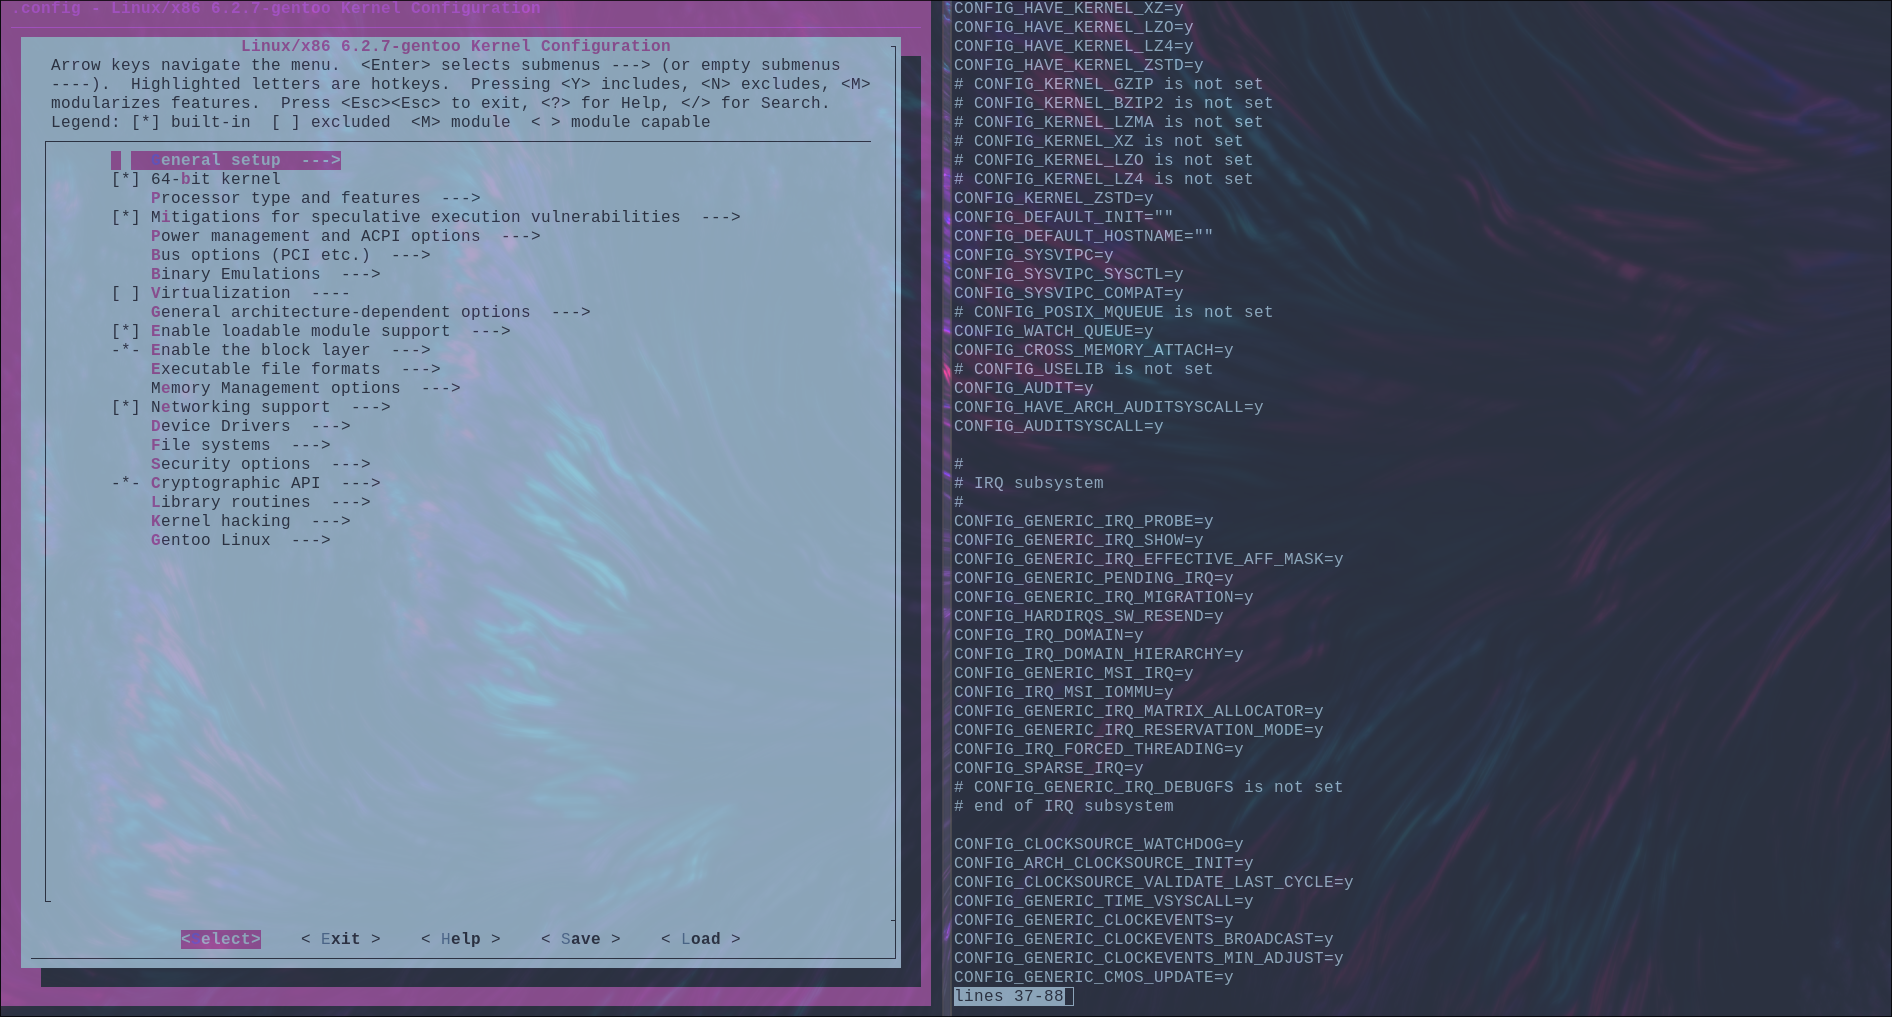 .config - Linux/x86 6.2.7-gentoo Kernel Configuration
Linux/x86 6.2.7-gentoo Kernel Configuration
Arrow keys navigate the menu.  <Enter> selects submenus ---> (or empty submenus
----).  Highlighted letters are hotkeys.  Pressing <Y> includes, <N> excludes, <M>
modularizes features.  Press <Esc><Esc> to exit, <?> for Help, </> for Search.
Legend: [*] built-in  [ ] excluded  <M> module  < > module capable
General setup  --->
[*] 64-bit kernel
Processor type and features  --->
[*] Mitigations for speculative execution vulnerabilities  --->
Power management and ACPI options  --->
Bus options (PCI etc.)  --->
Binary Emulations  --->
[ ] Virtualization  ----
General architecture-dependent options  --->
[*] Enable loadable module support  --->
-*- Enable the block layer  --->
Executable file formats  --->
Memory Management options  --->
[*] Networking support  --->
Device Drivers  --->
File systems  --->
Security options  --->
-*- Cryptographic API  --->
Library routines  --->
Kernel hacking  --->
Gentoo Linux  --->
<Select>    < Exit >    < Help >    < Save >    < Load >
CONFIG_HAVE_KERNEL_XZ=y
CONFIG_HAVE_KERNEL_LZO=y
CONFIG_HAVE_KERNEL_LZ4=y
CONFIG_HAVE_KERNEL_ZSTD=y
# CONFIG_KERNEL_GZIP is not set
# CONFIG_KERNEL_BZIP2 is not set
# CONFIG_KERNEL_LZMA is not set
# CONFIG_KERNEL_XZ is not set
# CONFIG_KERNEL_LZO is not set
# CONFIG_KERNEL_LZ4 is not set
CONFIG_KERNEL_ZSTD=y
CONFIG_DEFAULT_INIT=""
CONFIG_DEFAULT_HOSTNAME=""
CONFIG_SYSVIPC=y
CONFIG_SYSVIPC_SYSCTL=y
CONFIG_SYSVIPC_COMPAT=y
# CONFIG_POSIX_MQUEUE is not set
CONFIG_WATCH_QUEUE=y
CONFIG_CROSS_MEMORY_ATTACH=y
# CONFIG_USELIB is not set
CONFIG_AUDIT=y
CONFIG_HAVE_ARCH_AUDITSYSCALL=y
CONFIG_AUDITSYSCALL=y
#
# IRQ subsystem
#
CONFIG_GENERIC_IRQ_PROBE=y
CONFIG_GENERIC_IRQ_SHOW=y
CONFIG_GENERIC_IRQ_EFFECTIVE_AFF_MASK=y
CONFIG_GENERIC_PENDING_IRQ=y
CONFIG_GENERIC_IRQ_MIGRATION=y
CONFIG_HARDIRQS_SW_RESEND=y
CONFIG_IRQ_DOMAIN=y
CONFIG_IRQ_DOMAIN_HIERARCHY=y
CONFIG_GENERIC_MSI_IRQ=y
CONFIG_IRQ_MSI_IOMMU=y
CONFIG_GENERIC_IRQ_MATRIX_ALLOCATOR=y
CONFIG_GENERIC_IRQ_RESERVATION_MODE=y
CONFIG_IRQ_FORCED_THREADING=y
CONFIG_SPARSE_IRQ=y
# CONFIG_GENERIC_IRQ_DEBUGFS is not set
# end of IRQ subsystem
CONFIG_CLOCKSOURCE_WATCHDOG=y
CONFIG_ARCH_CLOCKSOURCE_INIT=y
CONFIG_CLOCKSOURCE_VALIDATE_LAST_CYCLE=y
CONFIG_GENERIC_TIME_VSYSCALL=y
CONFIG_GENERIC_CLOCKEVENTS=y
CONFIG_GENERIC_CLOCKEVENTS_BROADCAST=y
CONFIG_GENERIC_CLOCKEVENTS_MIN_ADJUST=y
CONFIG_GENERIC_CMOS_UPDATE=y
lines 37-88